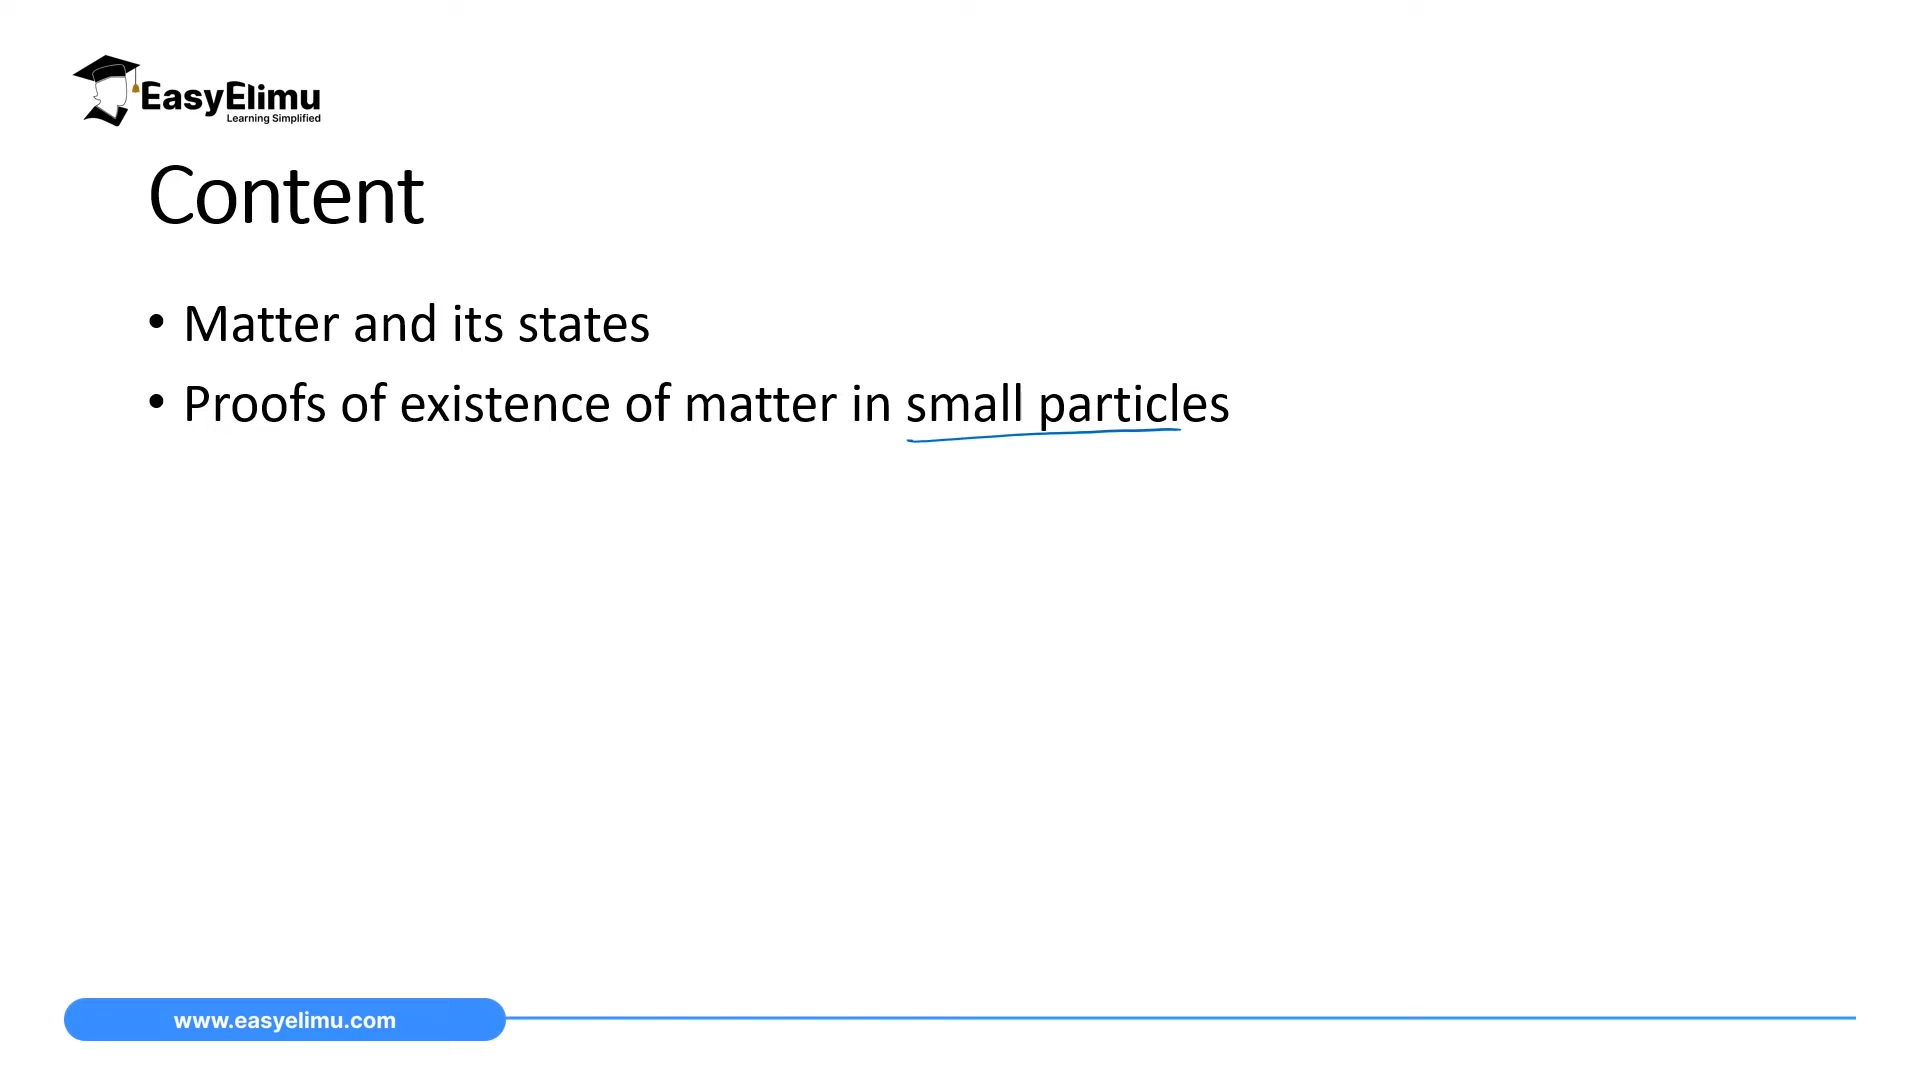 EasyElimu
Learning Simplified
Content
• Matter and its states
• Proofs of existence of matter in small particles
www.easyelimu.com